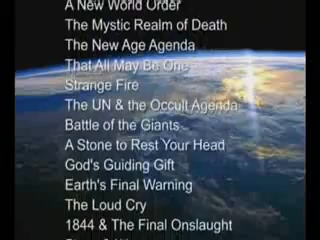 A New World Order
The Mystic Realm of Death
The New Age Agenda
That All May Be One
Strange Fire
The UN & the Occult Agenda
Battle of the Giants
A Stone to Rest Your Head
God's Guiding Gift
Earth's Final Warning
The Loud Cry
1844 & The Final Onslaught